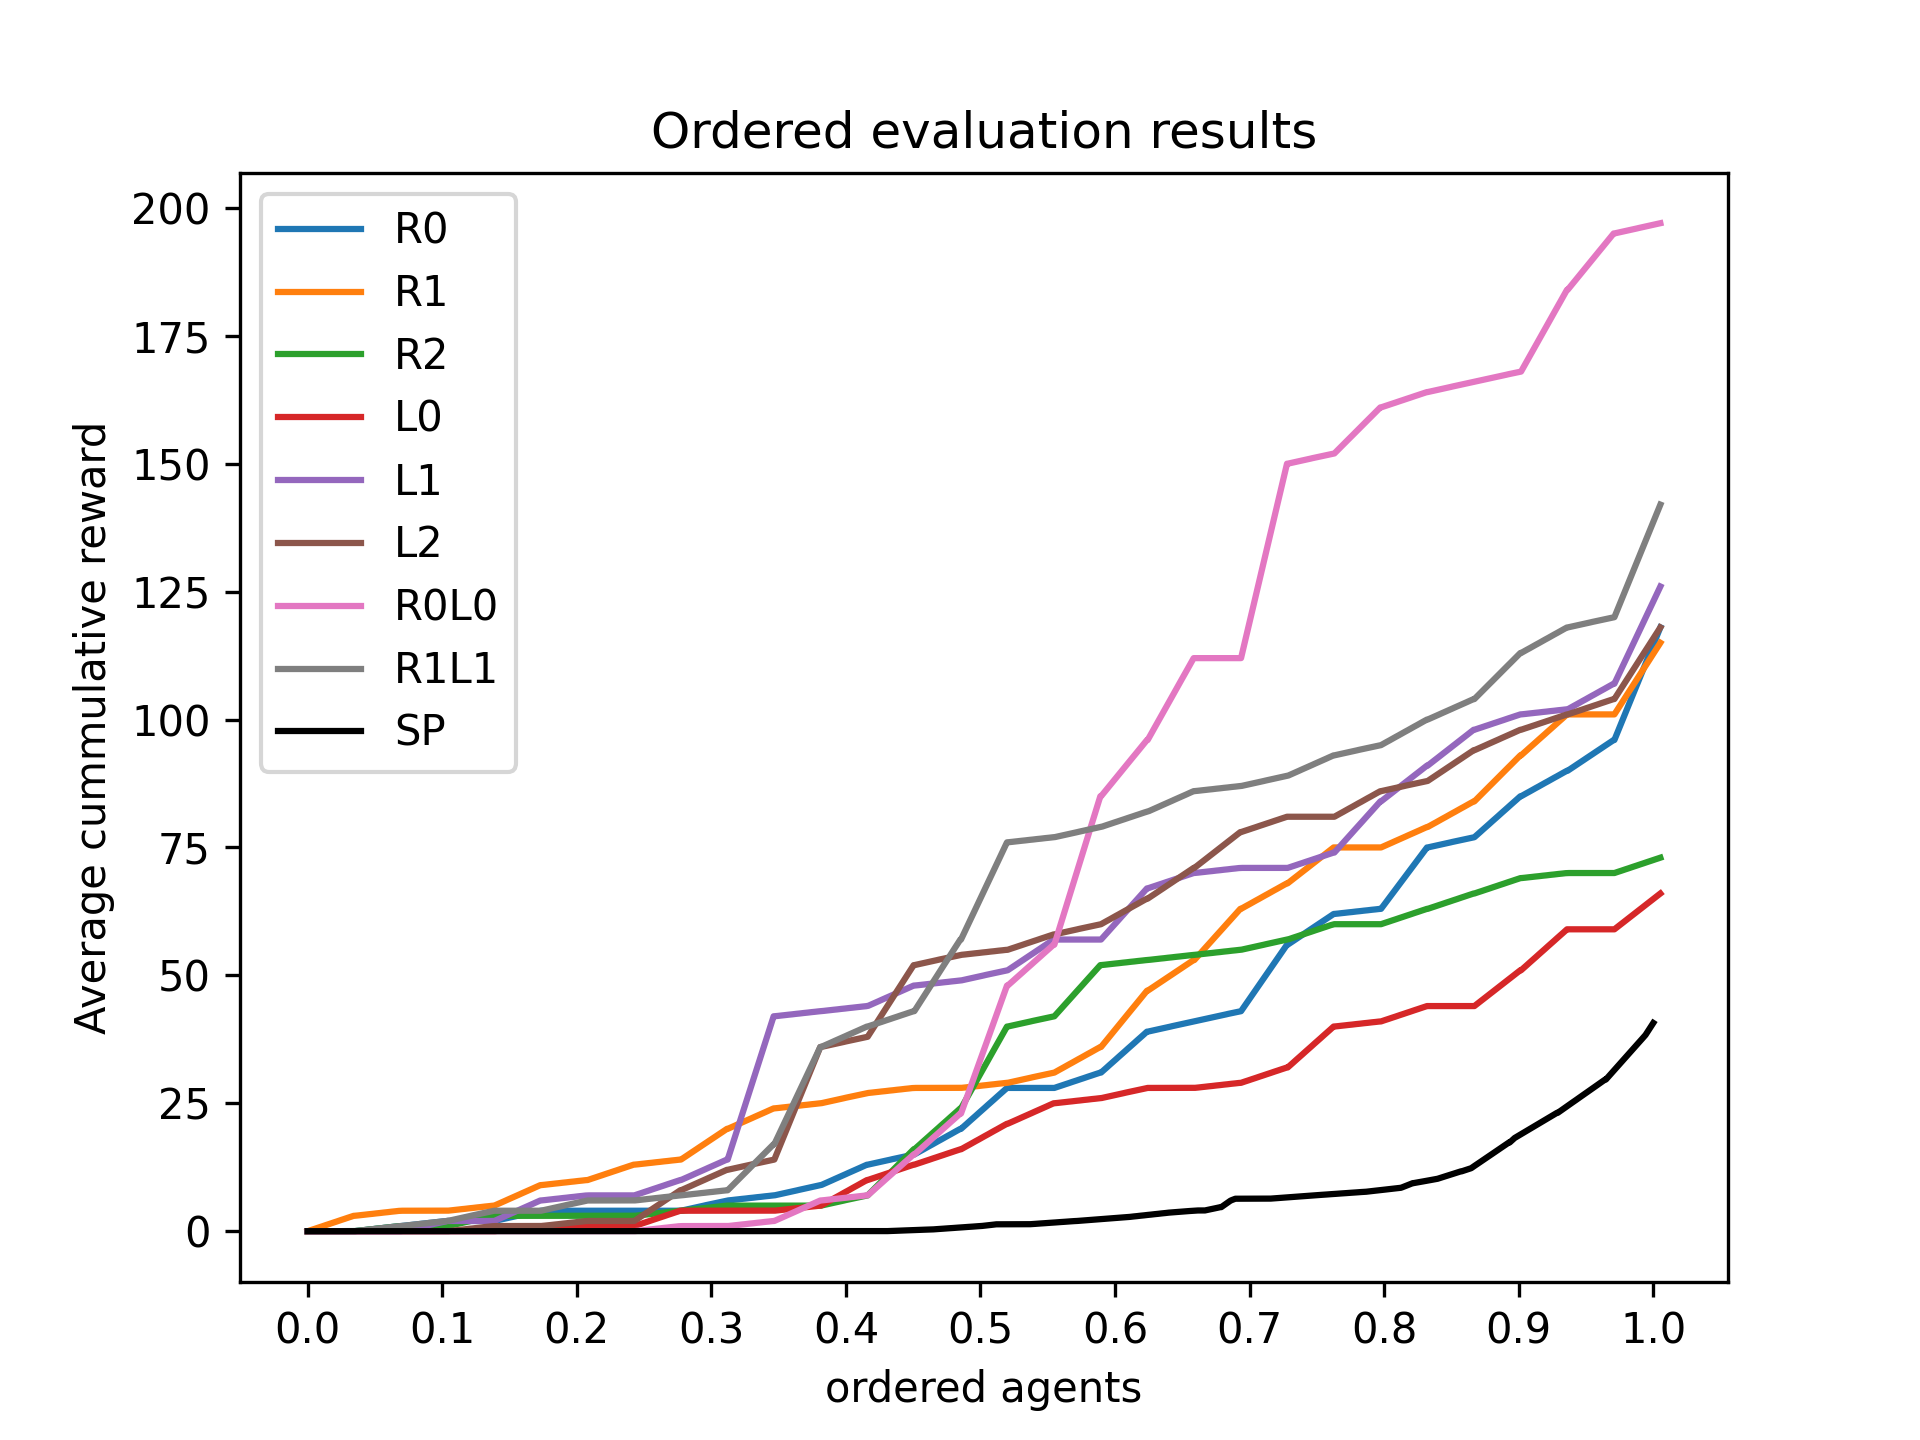 Ordered evaluation results
Average cummulative reward
200
175
150
125
100
75
50
25
0
R0
R1
R2
L0
L1
L2
R0L0
R1L1
SP
0.0 0.1 0.2 0.3 0.4 0.5 0.6 0.7 0.8 0.9 1.0
ordered agents